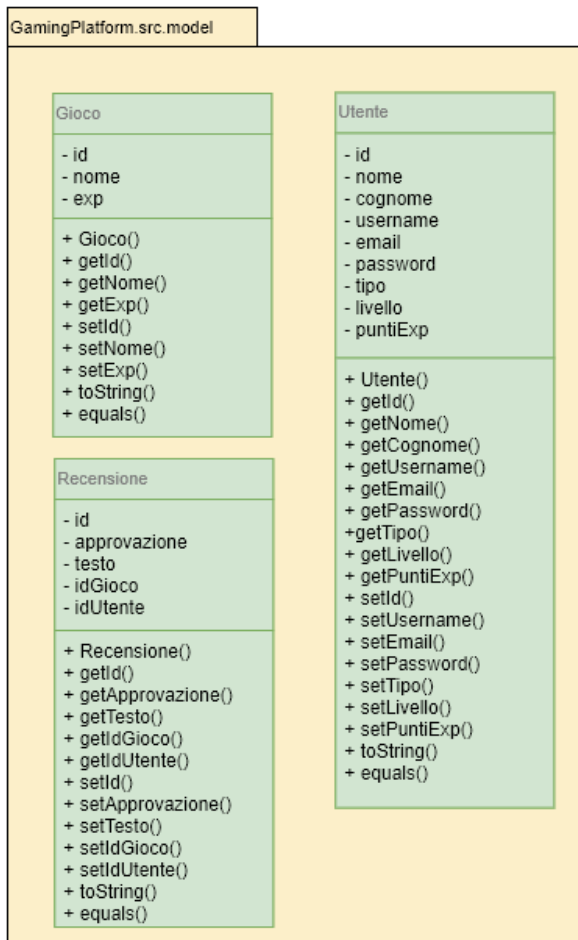 GamingPlatform.src.model
Gioco
- id
- nome
- exp
+ Gioco()
+ getId()
+ getNome()
+ getExp()
+ setId()
+ setNome()
+ setExp()
+ toString()
+ equals()
Recensione
- id
- approvazione
- testo
- idGioco
- idUtente
+ Recensione()
+ getId()
+ getApprovazione()
+ getTesto()
+ getIdGioco()
+ getIdUtente()
+ setId()
+ setApprovazione()
+ setTesto()
+ setIdGioco()
+ setIdUtente()
+ toString()
+ equals()
Utente
- id
- nome
- cognome
- username
- email
- password
- tipo
- livello
- puntiExp
+ Utente()
+ getId()
+ getNome()
+ getCognome()
+ getUsername()
+ getEmail()
+ getPassword()
+getTipo()
+ getLivello()
+ getPuntiExp()
+ setId()
+ setUsername()
+ setEmail()
+ setPassword()
+ setTipo()
+ setLivello()
+ setPuntiExp()
+ toString()
+ equals()